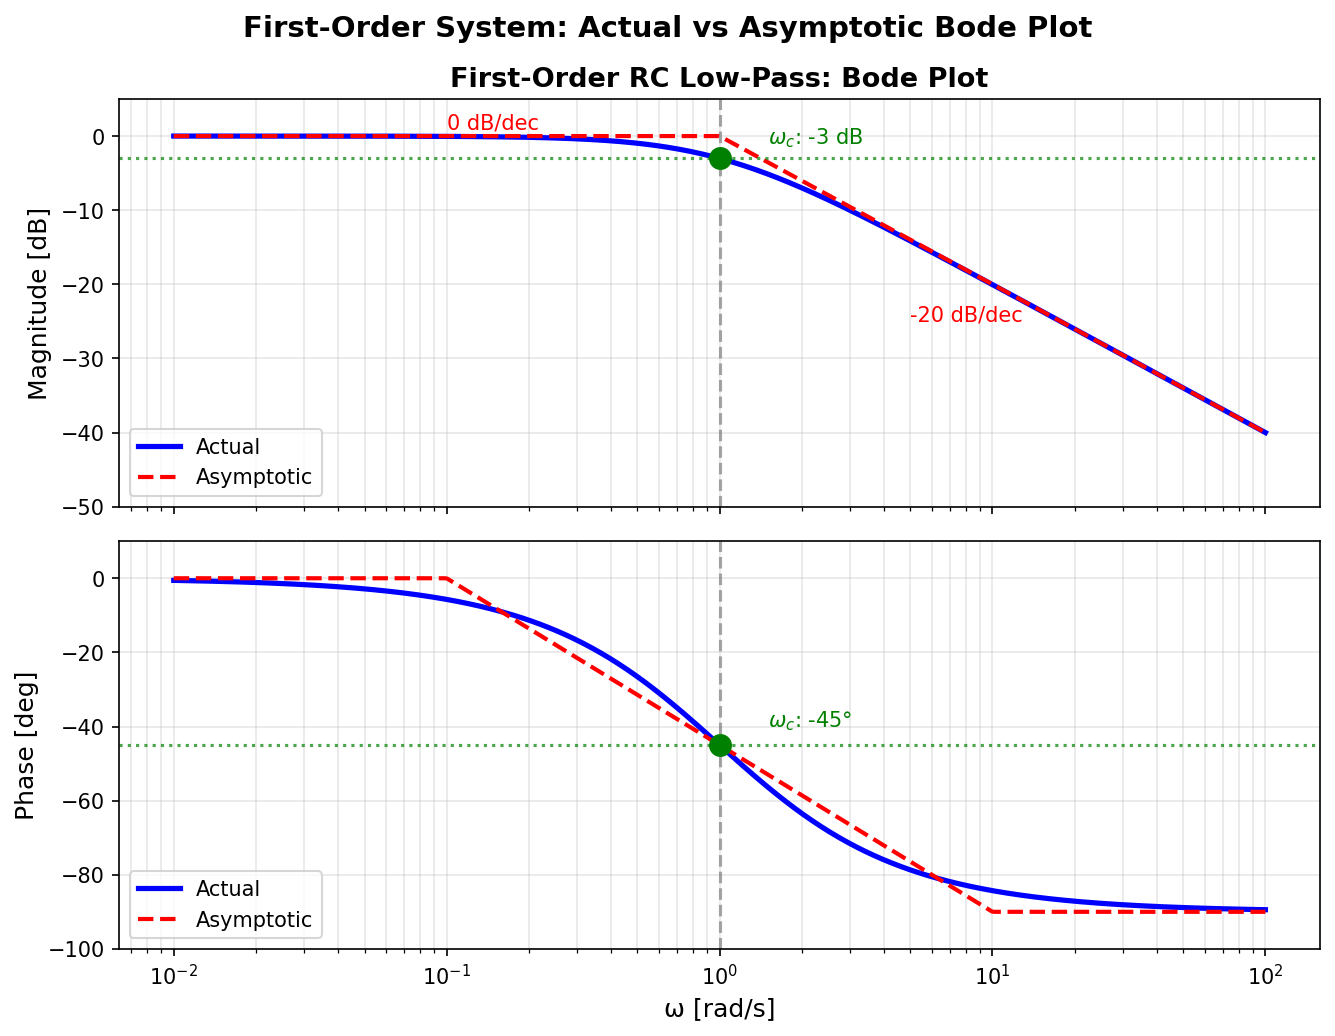 First-Order System: Actual vs Asymptotic Bode Plot
First-Order RC Low-Pass: Bode Plot
Magnitude [dB]
0
−10
−20
−30
−40
−50
0 dB/dec
ω_c: -3 dB
-20 dB/dec
Actual
Asymptotic
Phase [deg]
0
−20
−40
−60
−80
−100
ω_c: -45°
Actual
Asymptotic
10⁻² 10⁻¹ 10⁰ 10¹ 10²
ω [rad/s]